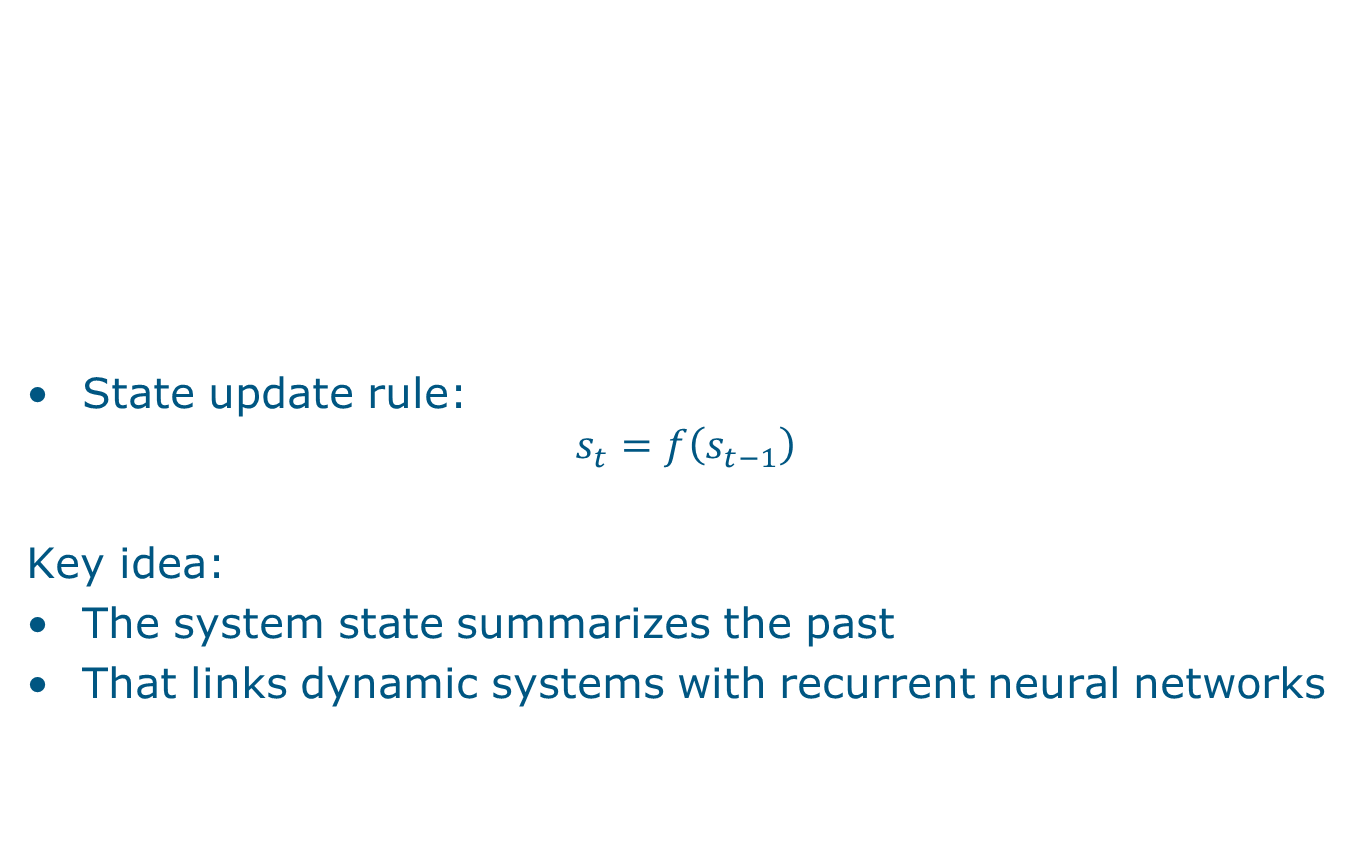 • State update rule:
s_t = f(s_{t−1})
Key idea:
• The system state summarizes the past
• That links dynamic systems with recurrent neural networks